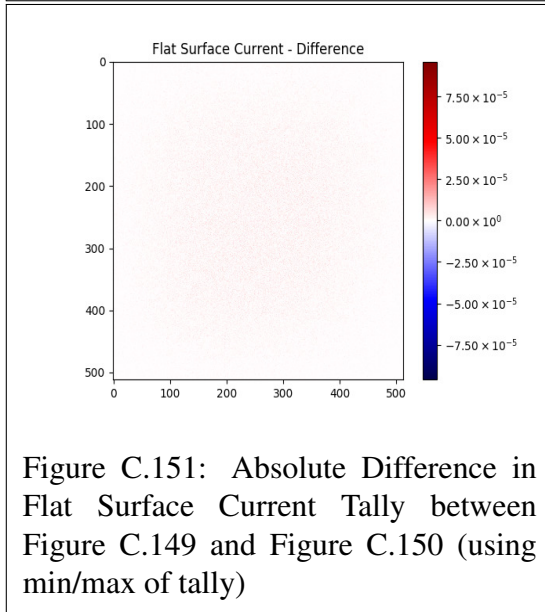 Flat Surface Current - Difference
0
100
200
300
400
500
0 100 200 300 400 500
7.50 × 10⁻⁵
5.00 × 10⁻⁵
2.50 × 10⁻⁵
0.00 × 10⁰
−2.50 × 10⁻⁵
−5.00 × 10⁻⁵
−7.50 × 10⁻⁵
Figure C.151: Absolute Difference in
Flat Surface Current Tally between
Figure C.149 and Figure C.150 (using
min/max of tally)